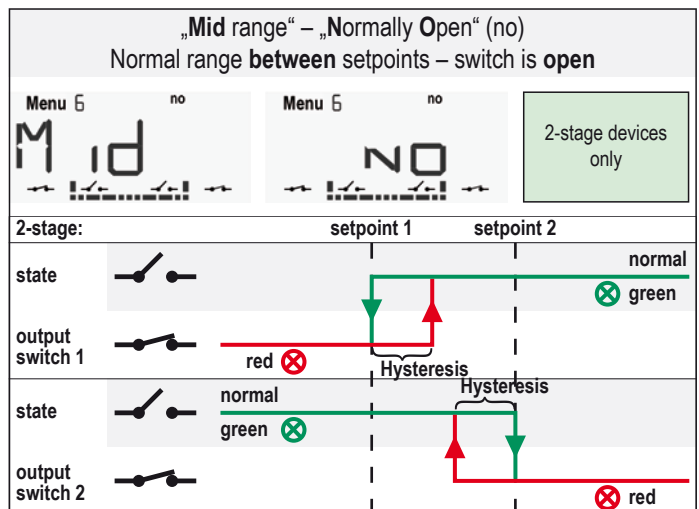 „Mid range“ – „Normally Open“ (no)
Normal range between setpoints – switch is open
Menu 6 no
Mid
Menu 6 no
NO
2-stage devices
only
2-stage: setpoint 1 setpoint 2
state normal
green
output
switch 1
red
Hysteresis
Hysteresis
state normal
green
output
switch 2
red